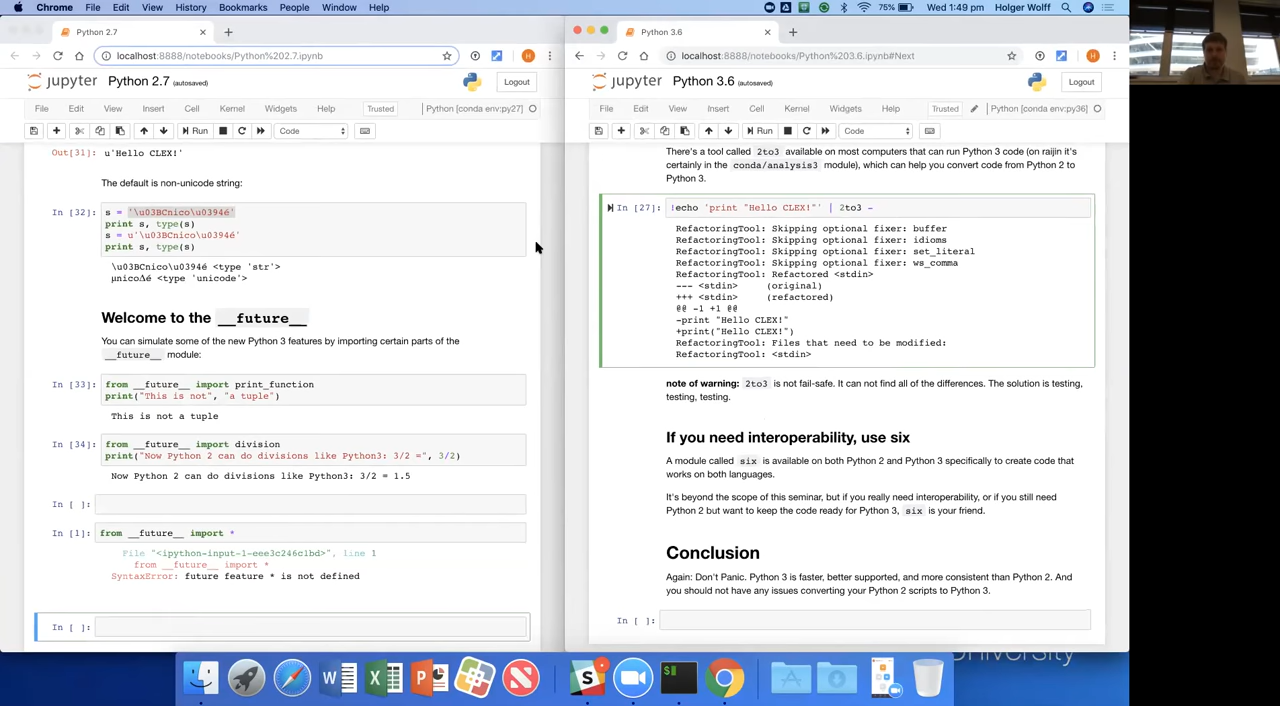 Chrome File Edit View History Bookmarks People Window Help
75% Wed 1:49 pm Holger Wolff
Python 2.7
localhost:8888/notebooks/Python%202.7.ipynb
H
jupyter Python 2.7 (autosaved)
Logout
File Edit View Insert Cell Kernel Widgets Help
Trusted
Python [conda env:py27]
Run
Code
Out[31]: u'Hello CLEX!'
The default is non-unicode string:
In [32]: s = '\u03BCnico\u0394é'
print s, type(s)
s = u'\u03BCnico\u0394é'
print s, type(s)
\u03BCnico\u0394é <type 'str'>
μnicoΔé <type 'unicode'>
Welcome to the __future__
You can simulate some of the new Python 3 features by importing certain parts of the
__future__ module:
In [33]: from __future__ import print_function
print("This is not", "a tuple")
This is not a tuple
In [34]: from __future__ import division
print("Now Python 2 can do divisions like Python3: 3/2 =", 3/2)
Now Python 2 can do divisions like Python3: 3/2 = 1.5
In [ ]:
In [1]: from __future__ import *
File "<ipython-input-1-eee3c246c1bd>", line 1
from __future__ import *
SyntaxError: future feature * is not defined
In [ ]:
Python 3.6
localhost:8888/notebooks/Python%203.6.ipynb#Next
H
jupyter Python 3.6 (autosaved)
Logout
File Edit View Insert Cell Kernel Widgets Help
Trusted
Python [conda env:py36]
Run
Code
There's a tool called 2to3 available on most computers that can run Python 3 code (on raijin it's
certainly in the conda/analysis3 module), which can help you convert code from Python 2 to
Python 3.
In [27]: !echo 'print "Hello CLEX!"' | 2to3 -
RefactoringTool: Skipping optional fixer: buffer
RefactoringTool: Skipping optional fixer: idioms
RefactoringTool: Skipping optional fixer: set_literal
RefactoringTool: Skipping optional fixer: ws_comma
RefactoringTool: Refactored <stdin>
--- <stdin> (original)
+++ <stdin> (refactored)
@@ -1 +1 @@
-print "Hello CLEX!"
+print("Hello CLEX!")
RefactoringTool: Files that need to be modified:
RefactoringTool: <stdin>
note of warning: 2to3 is not fail-safe. It can not find all of the differences. The solution is testing,
testing, testing.
If you need interoperability, use six
A module called six is available on both Python 2 and Python 3 specifically to create code that
works on both languages.
It's beyond the scope of this seminar, but if you really need interoperability, or if you still need
Python 2 but want to keep the code ready for Python 3, six is your friend.
Conclusion
Again: Don't Panic. Python 3 is faster, better supported, and more consistent than Python 2. And
you should not have any issues converting your Python 2 scripts to Python 3.
In [ ]:
University